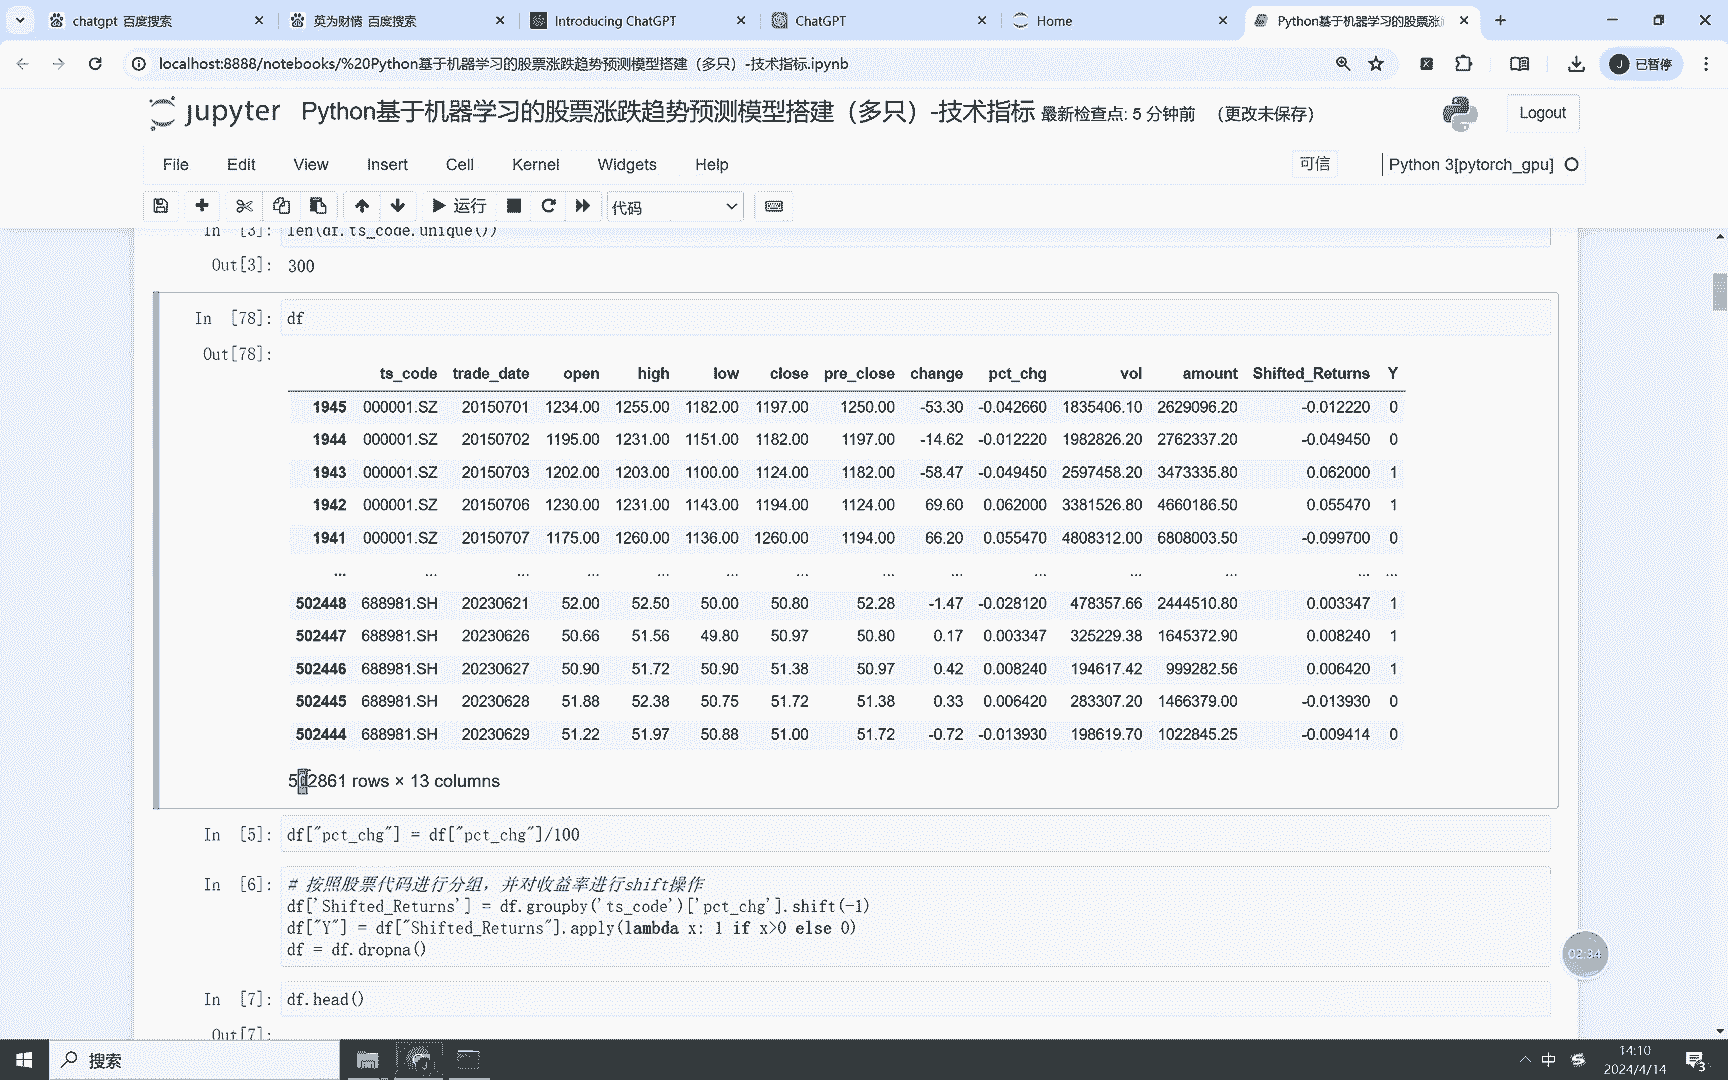 chatgpt 百度搜索
英为财情 百度搜索
Introducing ChatGPT
ChatGPT
Home
Python基于机器学习的股票涨跌
localhost:8888/notebooks/%20Python基于机器学习的股票涨跌趋势预测模型搭建（多只）-技术指标.ipynb
J 已暂停
jupyter Python基于机器学习的股票涨跌趋势预测模型搭建（多只）-技术指标 最新检查点: 5 分钟前 （更改未保存）
Logout
File Edit View Insert Cell Kernel Widgets Help
可信
Python 3[pytorch_gpu]
运行
代码
In [3]: len(df.ts_code.unique())
Out[3]: 300
In [78]: df
Out[78]:
ts_code trade_date open high low close pre_close change pct_chg vol amount Shifted_Returns Y
1945 000001.SZ 20150701 1234.00 1255.00 1182.00 1197.00 1250.00 -53.30 -0.042660 1835406.10 2629096.20 -0.012220 0
1944 000001.SZ 20150702 1195.00 1231.00 1151.00 1182.00 1197.00 -14.62 -0.012220 1982826.20 2762337.20 -0.049450 0
1943 000001.SZ 20150703 1202.00 1203.00 1100.00 1124.00 1182.00 -58.47 -0.049450 2597458.20 3473335.80 0.062000 1
1942 000001.SZ 20150706 1230.00 1231.00 1143.00 1194.00 1124.00 69.60 0.062000 3381526.80 4660186.50 0.055470 1
1941 000001.SZ 20150707 1175.00 1260.00 1136.00 1260.00 1194.00 66.20 0.055470 4808312.00 6808003.50 -0.099700 0
... ... ... ... ... ... ... ... ... ... ... ... ... ...
502448 688981.SH 20230621 52.00 52.50 50.00 50.80 52.28 -1.47 -0.028120 478357.66 2444510.80 0.003347 1
502447 688981.SH 20230626 50.66 51.56 49.80 50.97 50.80 0.17 0.003347 325229.38 1645372.90 0.008240 1
502446 688981.SH 20230627 50.90 51.72 50.90 51.38 50.97 0.42 0.008240 194617.42 999282.56 0.006420 1
502445 688981.SH 20230628 51.88 52.38 50.75 51.72 51.38 0.33 0.006420 283307.20 1466379.00 -0.013930 0
502444 688981.SH 20230629 51.22 51.97 50.88 51.00 51.72 -0.72 -0.013930 198619.70 1022845.25 -0.009414 0
502861 rows × 13 columns
In [5]: df["pct_chg"] = df["pct_chg"]/100
In [6]: # 按照股票代码进行分组，并对收益率进行shift操作
df['Shifted_Returns'] = df.groupby('ts_code')['pct_chg'].shift(-1)
df["Y"] = df["Shifted_Returns"].apply(lambda x: 1 if x>0 else 0)
df = df.dropna()
02:34
In [7]: df.head()
Out[7]:
搜索
中
14:10
2024/4/14
3